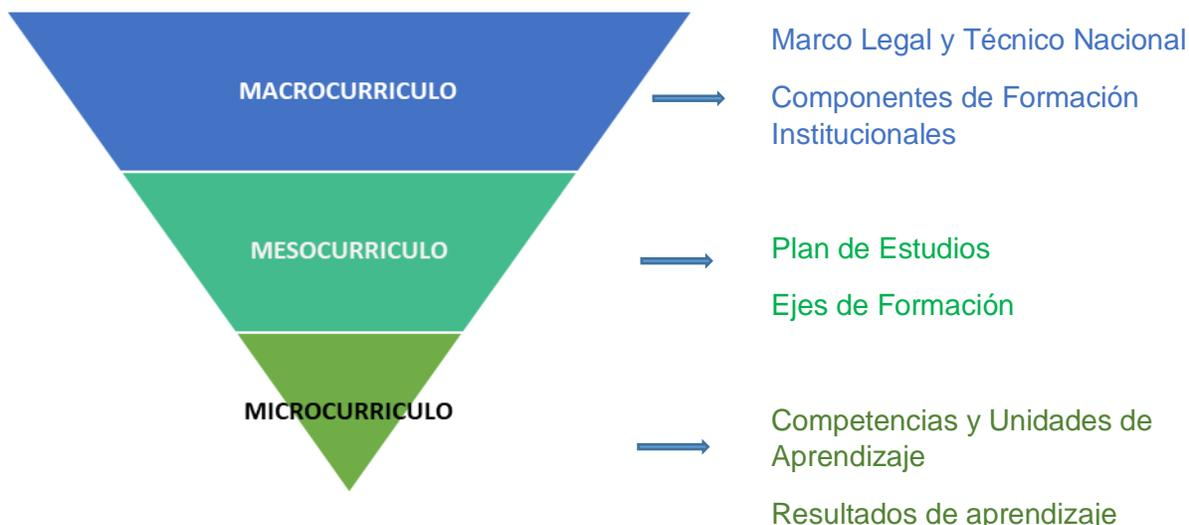 MACROCURRICULO
Marco Legal y Técnico Nacional
Componentes de Formación
Institucionales
MESOCURRICULO
Plan de Estudios
Ejes de Formación
MICROCURRICULO
Competencias y Unidades de
Aprendizaje
Resultados de aprendizaje